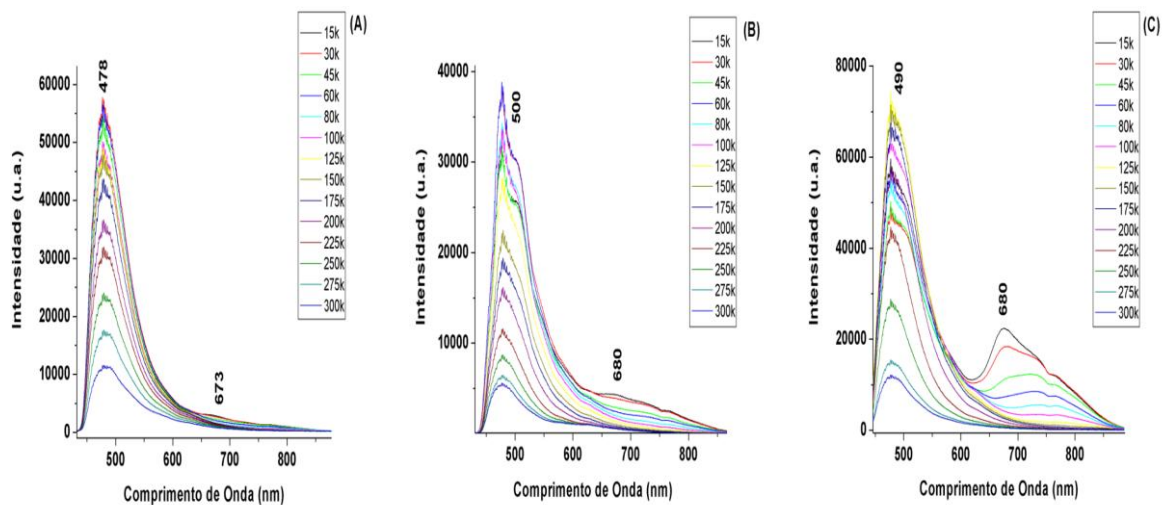 (A)
15k
30k
45k
60k
80k
100k
125k
150k
175k
200k
225k
250k
275k
300k
478
673
60000
50000
40000
30000
20000
10000
0
Intensidade (u.a.)
500 600 700 800
Comprimento de Onda (nm)
(B)
15k
30k
45k
60k
80k
100k
125k
150k
175k
200k
225k
250k
275k
300k
500
680
40000
30000
20000
10000
Intensidade (u.a.)
500 600 700 800
Comprimento de Onda (nm)
(C)
15k
30k
45k
60k
80k
100k
125k
150k
175k
200k
225k
250k
275k
300k
490
680
80000
60000
40000
20000
0
Intensidade (u.a.)
500 600 700 800
Comprimento de Onda (nm)